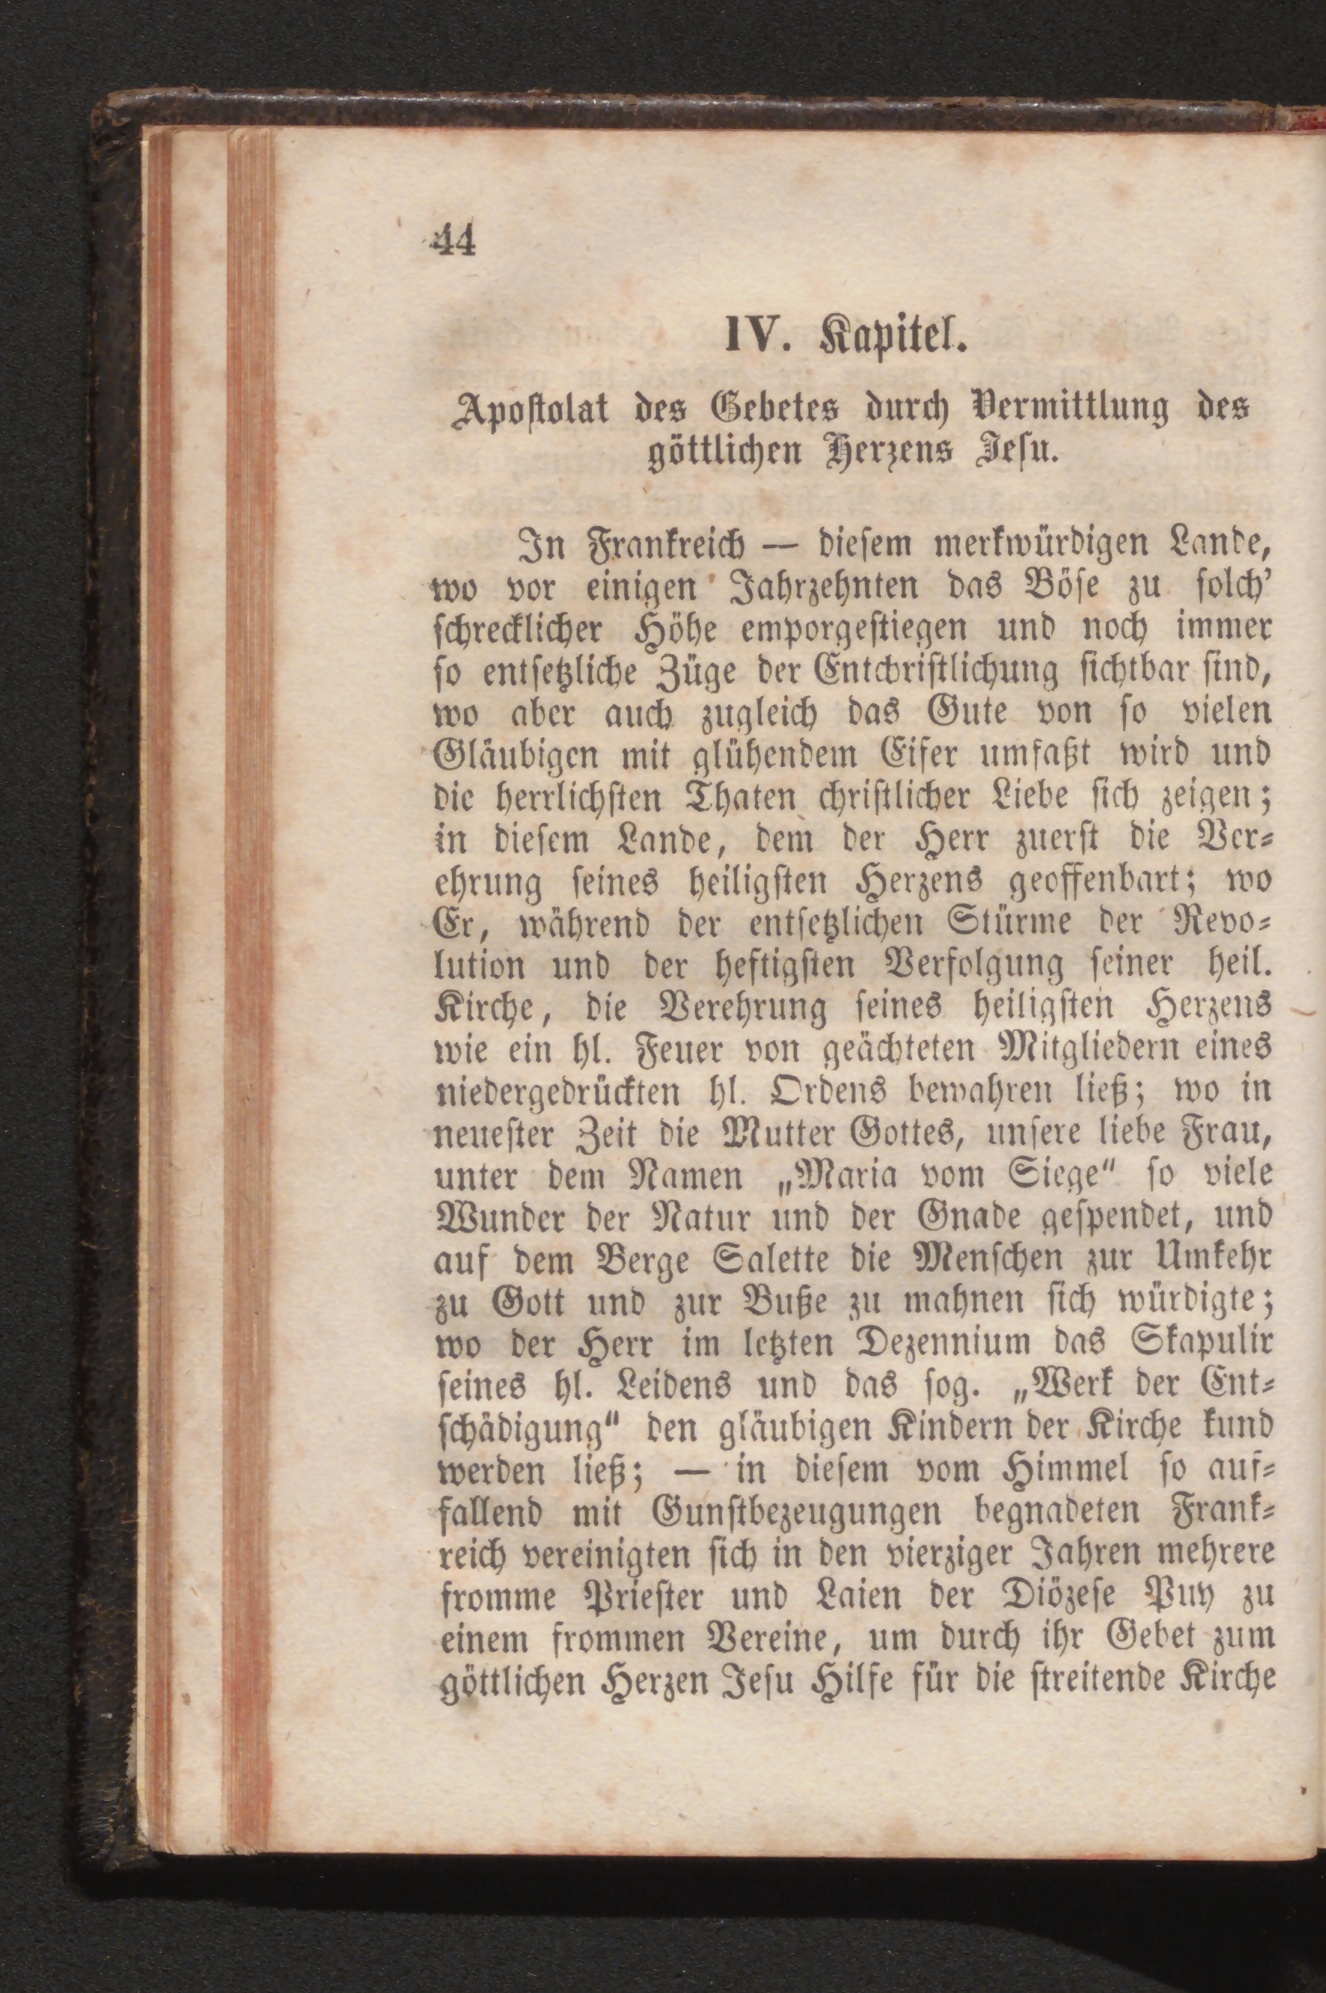 44
IV. Kapitel.
Apostolat des Gebetes durch Vermittlung des
göttlichen Herzens Jesu.
In Frankreich — diesem merkwürdigen Lande,
wo vor einigen Jahrzehnten das Böse zu solch'
schrecklicher Höhe emporgestiegen und noch immer
so entsetzliche Züge der Entchristlichung sichtbar sind,
wo aber auch zugleich das Gute von so vielen
Gläubigen mit glühendem Eifer umfaßt wird und
die herrlichsten Thaten christlicher Liebe sich zeigen;
in diesem Lande, dem der Herr zuerst die Ver-
ehrung seines heiligsten Herzens geoffenbart; wo
Er, während der entsetzlichen Stürme der Revo-
lution und der heftigsten Verfolgung seiner heil.
Kirche, die Verehrung seines heiligsten Herzens
wie ein hl. Feuer von geächteten Mitgliedern eines
niedergedrückten hl. Ordens bewahren ließ; wo in
neuester Zeit die Mutter Gottes, unsere liebe Frau,
unter dem Namen „Maria vom Siege“ so viele
Wunder der Natur und der Gnade gespendet, und
auf dem Berge Salette die Menschen zur Umkehr
zu Gott und zur Buße zu mahnen sich würdigte;
wo der Herr im letzten Dezennium das Skapulir
seines hl. Leidens und das sog. „Werk der Ent-
schädigung“ den gläubigen Kindern der Kirche kund
werden ließ; — in diesem vom Himmel so auf-
fallend mit Gunstbezeugungen begnadeten Frank-
reich vereinigten sich in den vierziger Jahren mehrere
fromme Priester und Laien der Diözese Puy zu
einem frommen Vereine, um durch ihr Gebet zum
göttlichen Herzen Jesu Hilfe für die streitende Kirche